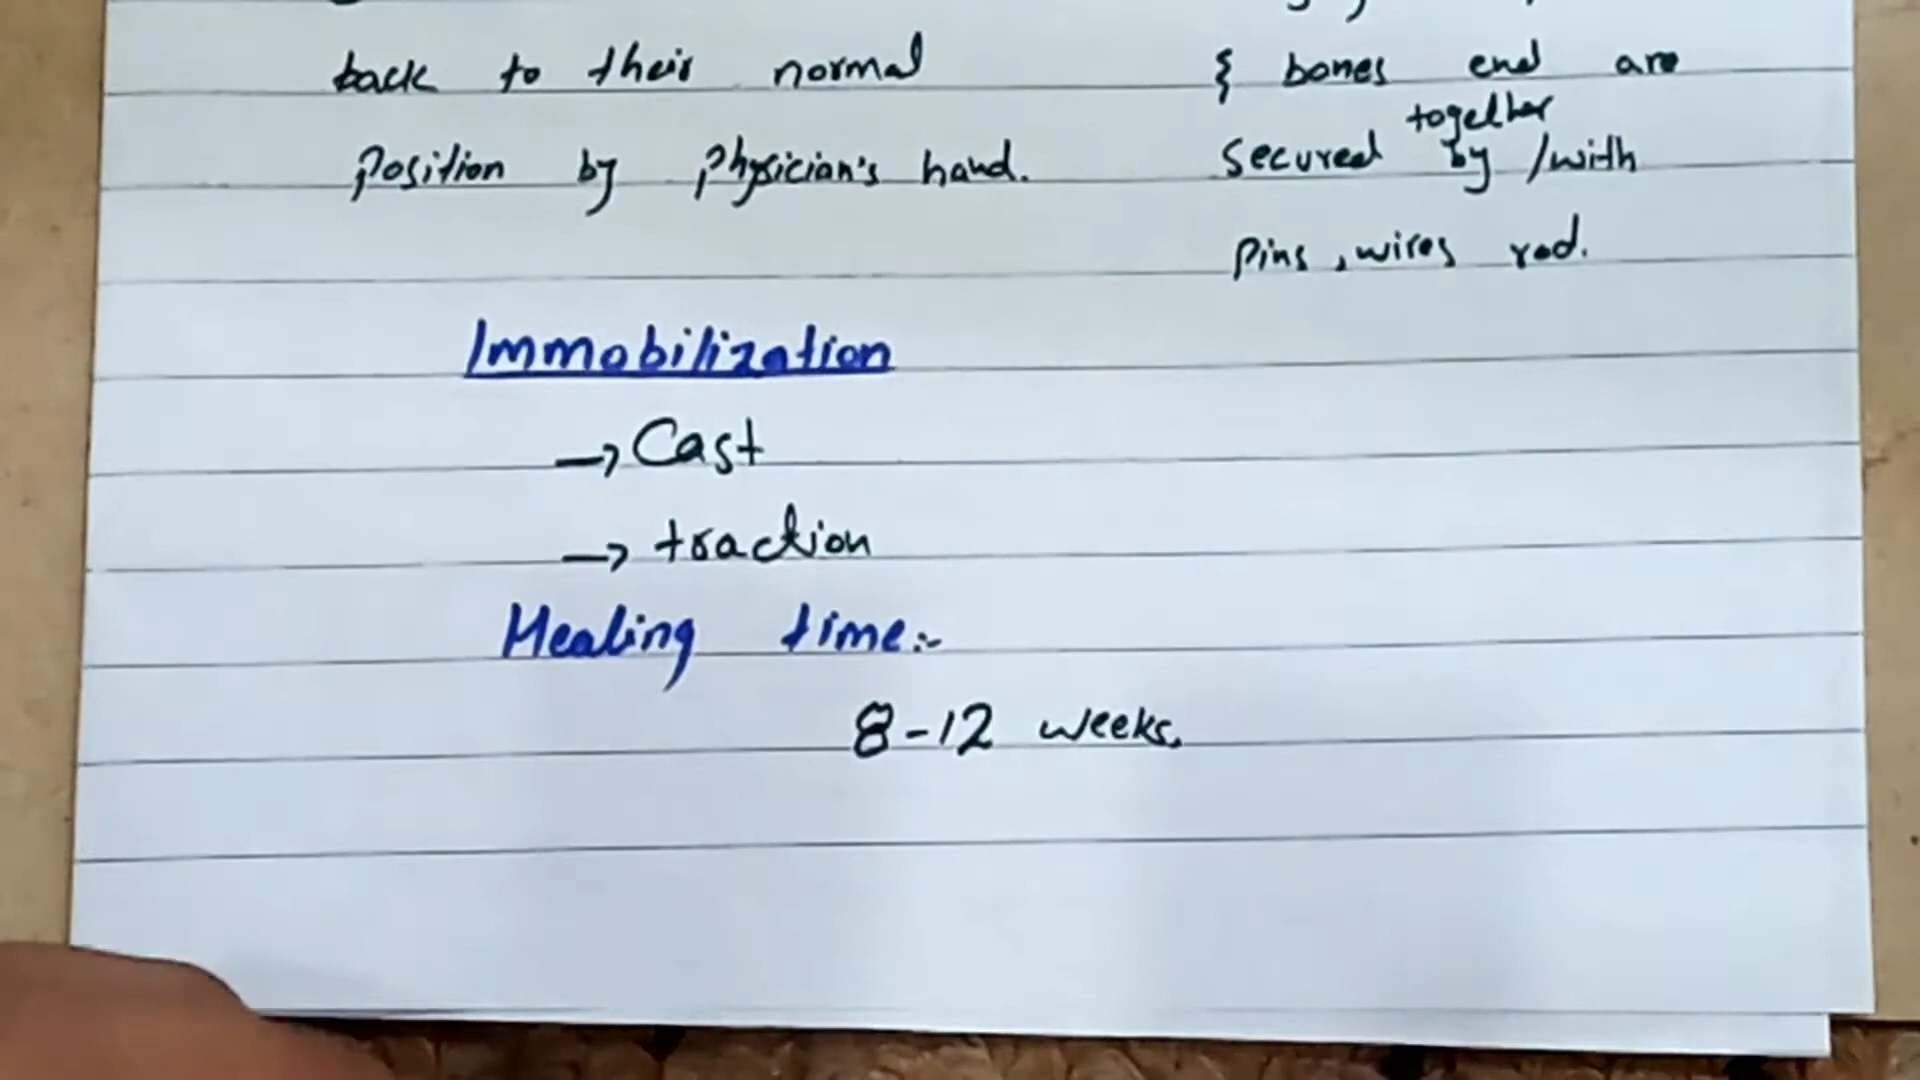 back to their normal
position by physician's hand.
& bones end are
together
secured by /with
pins, wires rod.
Immobilization
→ Cast
→ traction
Healing time:-
8-12 weeks.